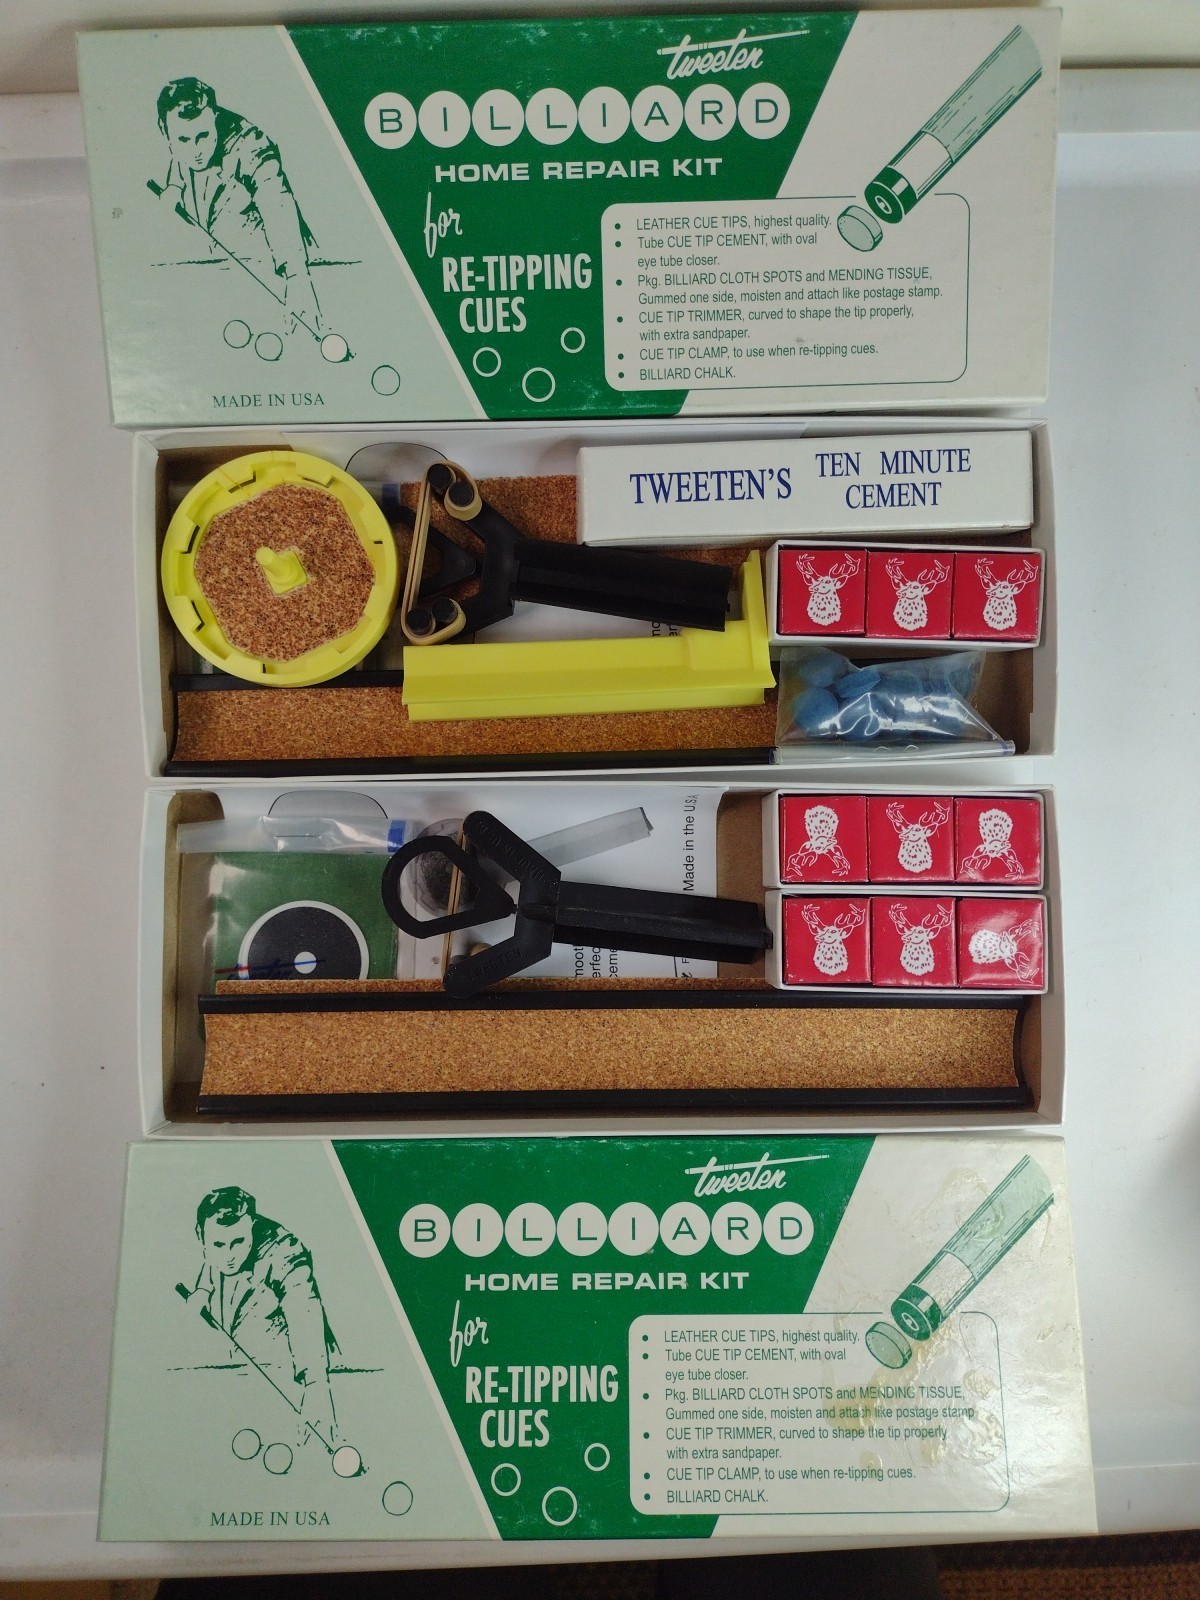 tweeten
BILLIARD
HOME REPAIR KIT
for
RE-TIPPING
CUES
• LEATHER CUE TIPS, highest quality.
• Tube CUE TIP CEMENT, with oval
eye tube closer.
• Pkg. BILLIARD CLOTH SPOTS and MENDING TISSUE,
Gummed one side, moisten and attach like postage stamp.
• CUE TIP TRIMMER, curved to shape the tip properly,
with extra sandpaper.
• CUE TIP CLAMP, to use when re-tipping cues.
• BILLIARD CHALK.
MADE IN USA
TWEETEN'S TEN MINUTE
CEMENT
Made in the USA
tweeten
tweeten
BILLIARD
HOME REPAIR KIT
for
RE-TIPPING
CUES
• LEATHER CUE TIPS, highest quality.
• Tube CUE TIP CEMENT, with oval
eye tube closer.
• Pkg. BILLIARD CLOTH SPOTS and MENDING TISSUE,
Gummed one side, moisten and attach like postage stamp
• CUE TIP TRIMMER, curved to shape the tip properly,
with extra sandpaper.
• CUE TIP CLAMP, to use when re-tipping cues.
• BILLIARD CHALK.
MADE IN USA